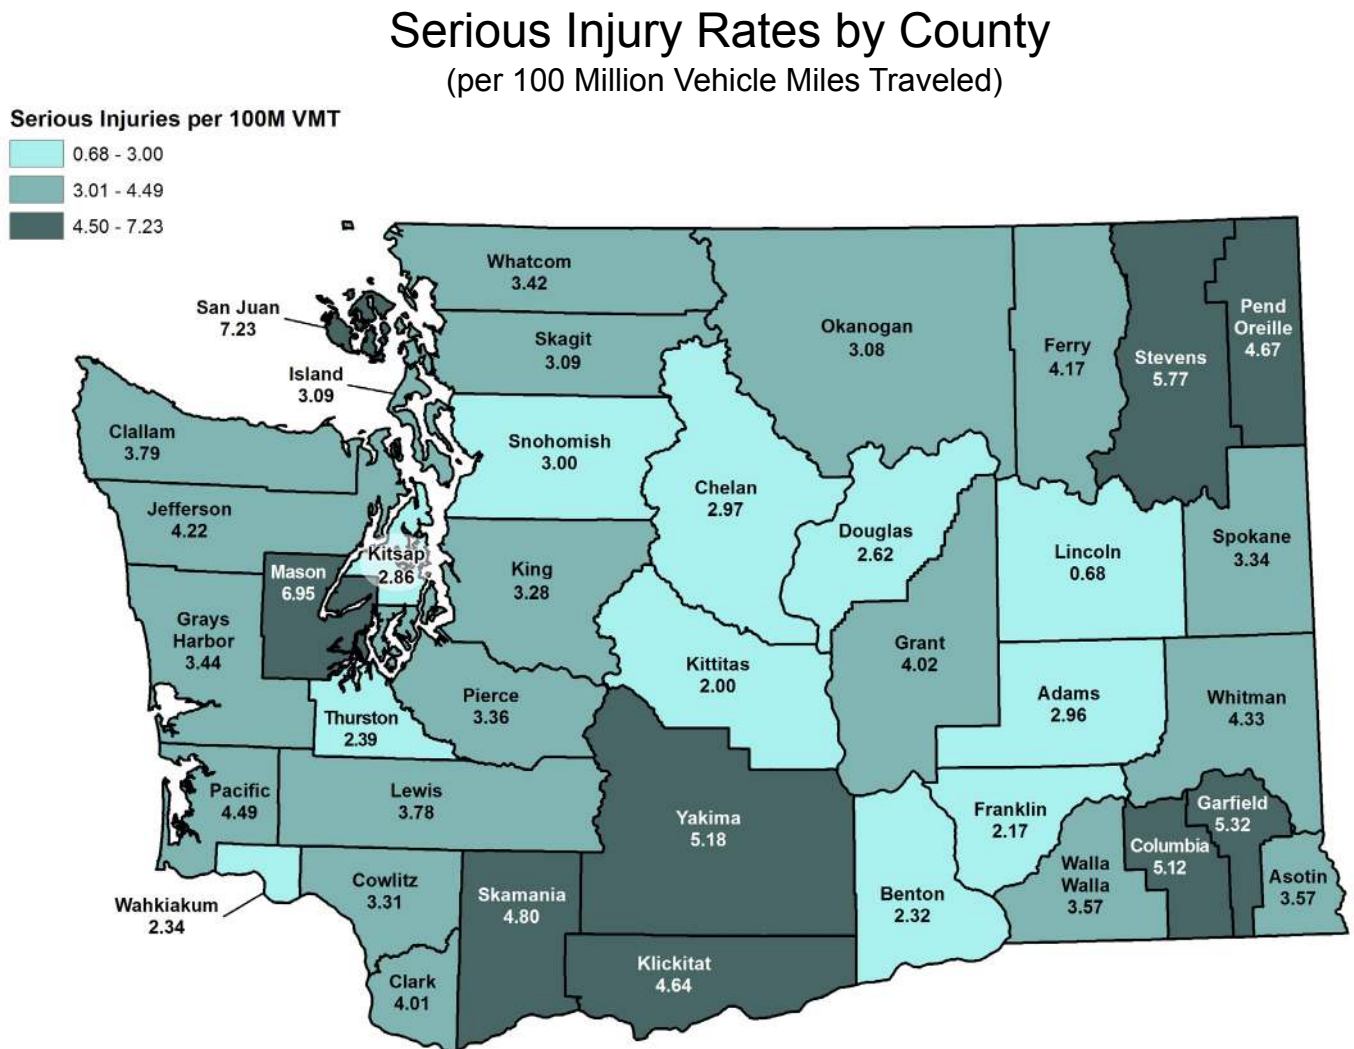 Serious Injury Rates by County
(per 100 Million Vehicle Miles Traveled)
Serious Injuries per 100M VMT
0.68 - 3.00
3.01 - 4.49
4.50 - 7.23
Whatcom
3.42
San Juan
7.23
Skagit
3.09
Island
3.09
Okanogan
3.08
Ferry
4.17
Stevens
5.77
Pend
Oreille
4.67
Clallam
3.79
Snohomish
3.00
Chelan
2.97
Jefferson
4.22
Douglas
2.62
Lincoln
0.68
Spokane
3.34
Kitsap
2.86
Mason
6.95
King
3.28
Grays
Harbor
3.44
Grant
4.02
Kittitas
2.00
Pierce
3.36
Adams
2.96
Whitman
4.33
Thurston
2.39
Pacific
4.49
Lewis
3.78
Yakima
5.18
Franklin
2.17
Garfield
5.32
Columbia
5.12
Walla
Walla
3.57
Asotin
3.57
Wahkiakum
2.34
Cowlitz
3.31
Skamania
4.80
Benton
2.32
Klickitat
4.64
Clark
4.01